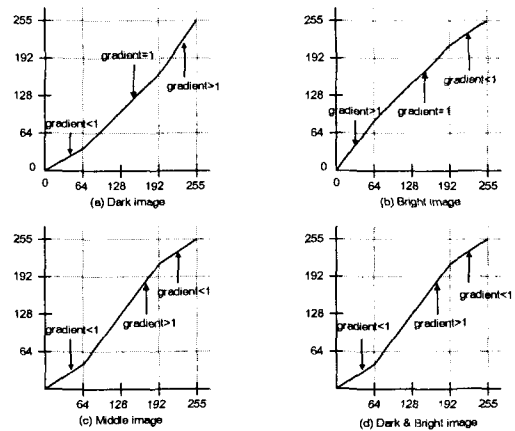 255
192
128
64
0
gradient=1
gradient>1
gradient<1
0 64 128 192 255
(a) Dark image
255
192
128
64
0
gradient<1
gradient>1
gradient=1
0 64 128 192 255
(b) Bright image
255
192
128
64
gradient<1
gradient<1
gradient>1
64 128 192 255
(c) Middle image
255
192
128
64
gradient<1
gradient<1
gradient>1
64 128 192 255
(d) Dark & Bright image